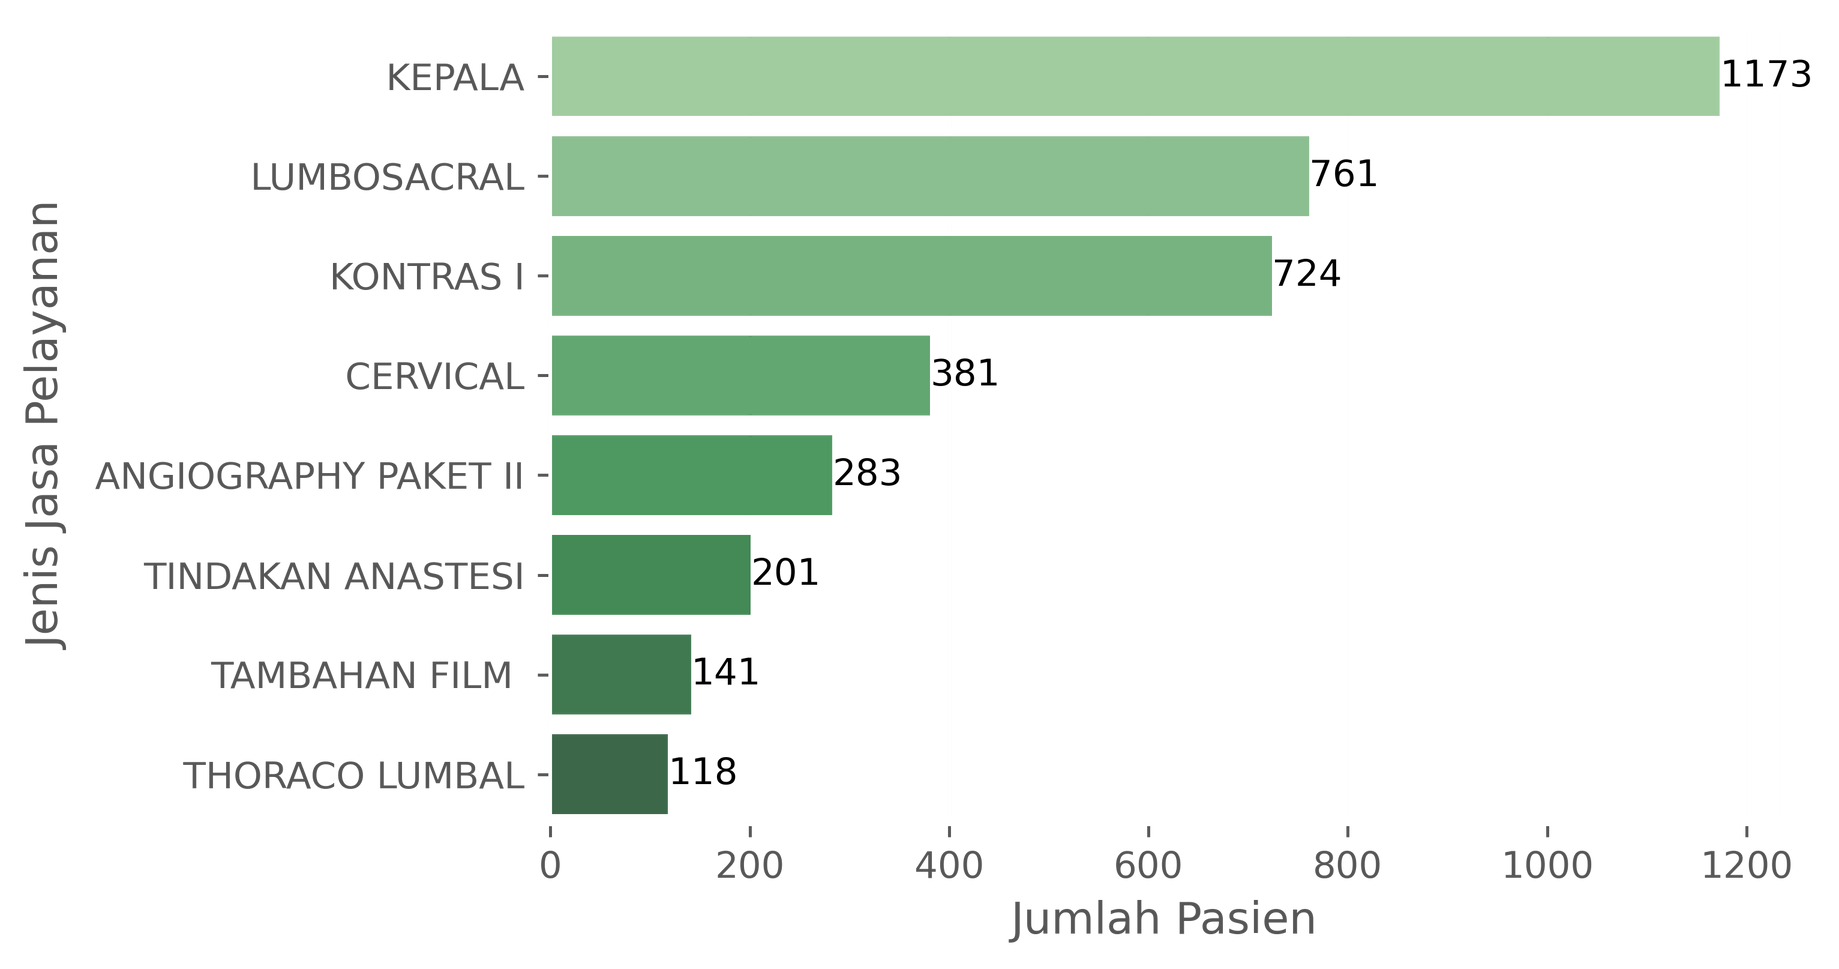 KEPALA 1173
LUMBOSACRAL 761
KONTRAS I 724
CERVICAL 381
ANGIOGRAPHY PAKET II 283
TINDAKAN ANASTESI 201
TAMBAHAN FILM 141
THORACO LUMBAL 118
0 200 400 600 800 1000 1200
Jumlah Pasien
Jenis Jasa Pelayanan